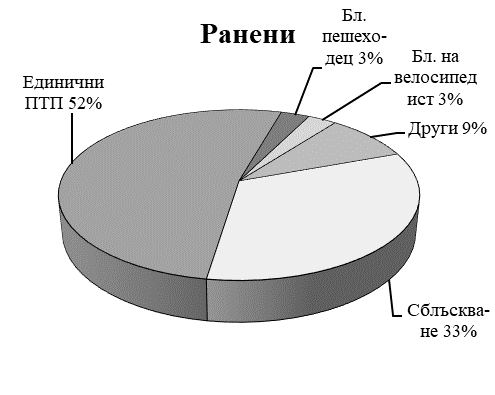 Ранени
Бл.
пешехо-
дец 3%
Бл. на
велосипед
ист 3%
Други 9%
Сблъсква-
не 33%
Единични
ПТП 52%